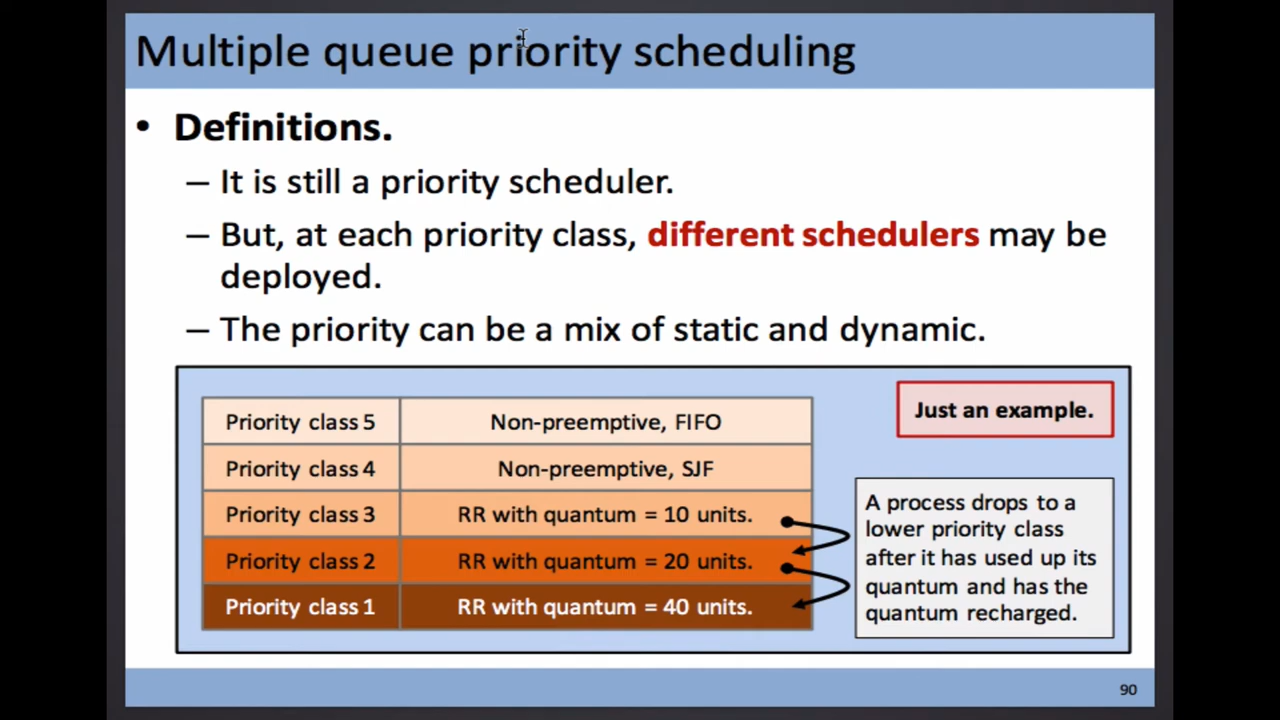 Multiple queue priority scheduling
• Definitions.
– It is still a priority scheduler.
– But, at each priority class, different schedulers may be
deployed.
– The priority can be a mix of static and dynamic.
Just an example.
Priority class 5 Non-preemptive, FIFO
Priority class 4 Non-preemptive, SJF
Priority class 3 RR with quantum = 10 units.
Priority class 2 RR with quantum = 20 units.
Priority class 1 RR with quantum = 40 units.
A process drops to a
lower priority class
after it has used up its
quantum and has the
quantum recharged.
90